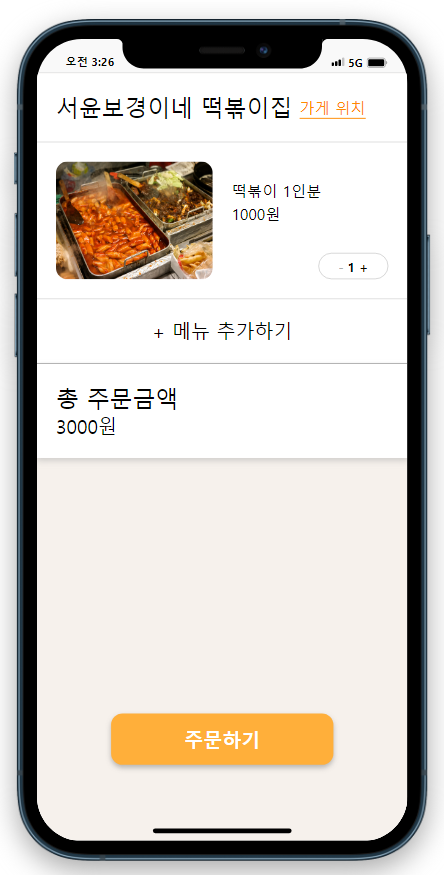 오전 3:26 5G
서윤보경이네 떡볶이집 가게 위치
떡볶이 1인분
1000원
- 1 +
+ 메뉴 추가하기
총 주문금액
3000원
주문하기